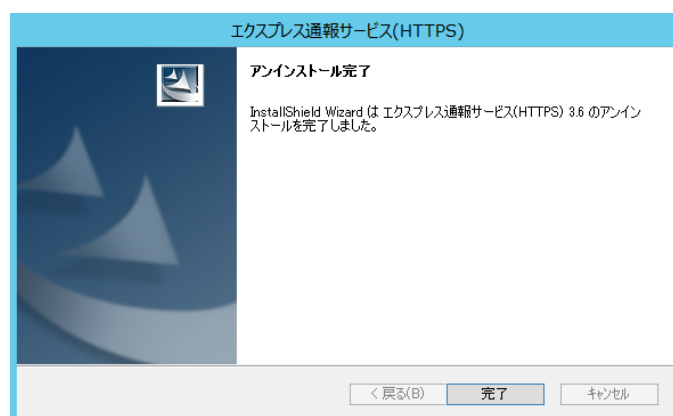 エクスプレス通報サービス(HTTPS)
アンインストール完了
InstallShield Wizard は エクスプレス通報サービス(HTTPS) 3.6 のアンイン
ストールを完了しました。
< 戻る(B)
完了
キャンセル